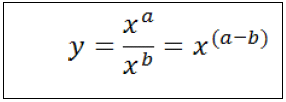 y = x^a / x^b = x^(a−b)